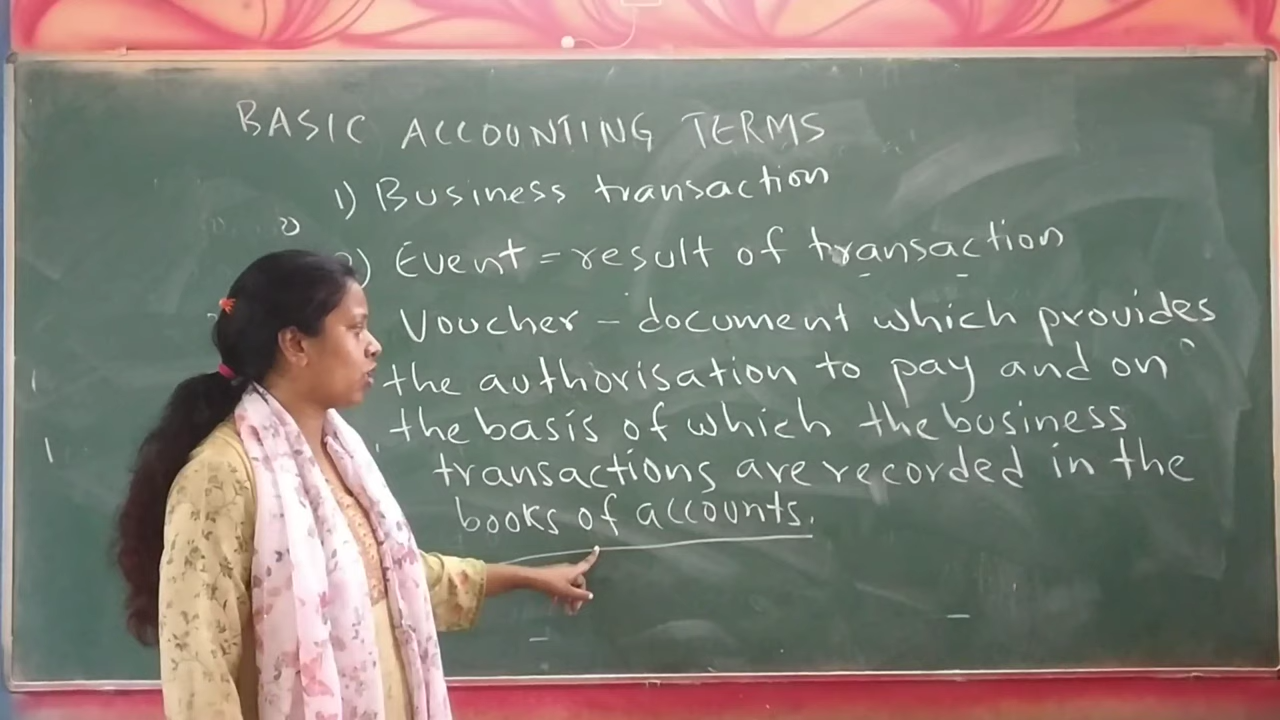 BASIC ACCOUNTING TERMS
1) Business transaction
2) Event = result of transaction
Voucher - document which provides
the authorisation to pay and on
the basis of which the business
transactions are recorded in the
books of accounts.